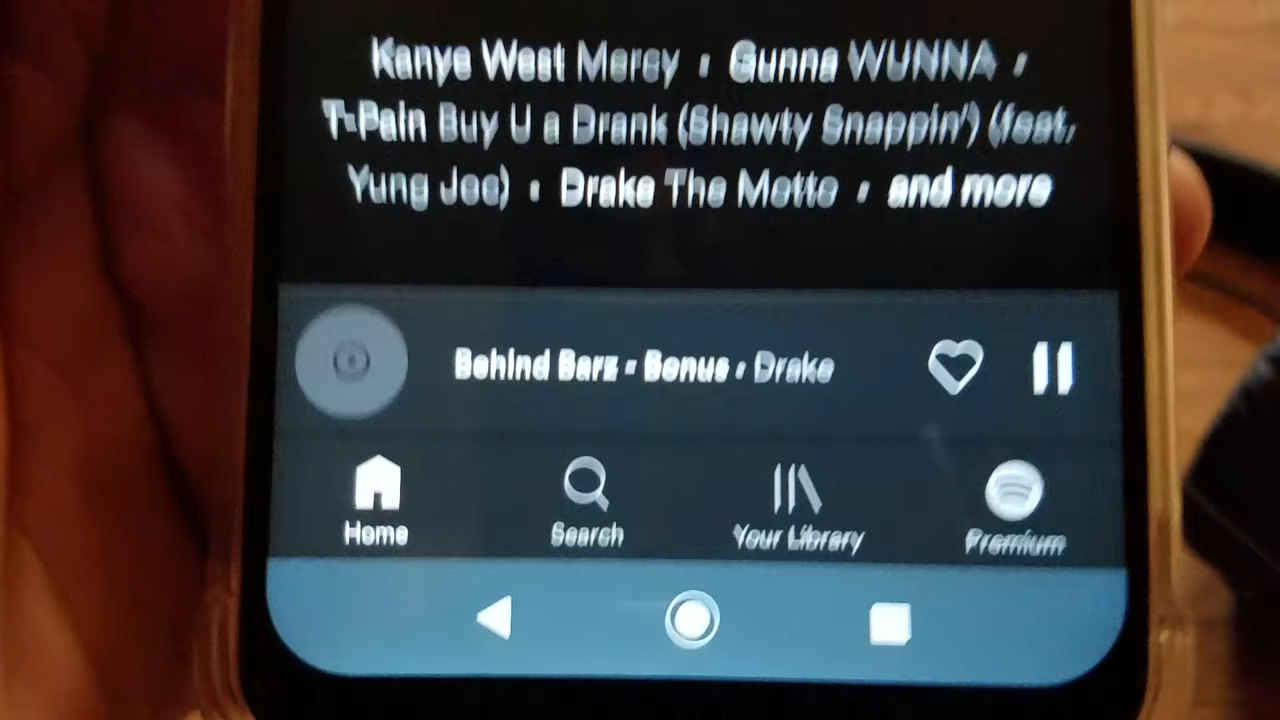 Kanye West Mercy • Gunna WUNNA •
T-Pain Buy U a Drank (Shawty Snappin') (feat.
Yung Joc) • Drake The Motto • and more
Behind Barz - Bonus • Drake
Home
Search
Your Library
Premium